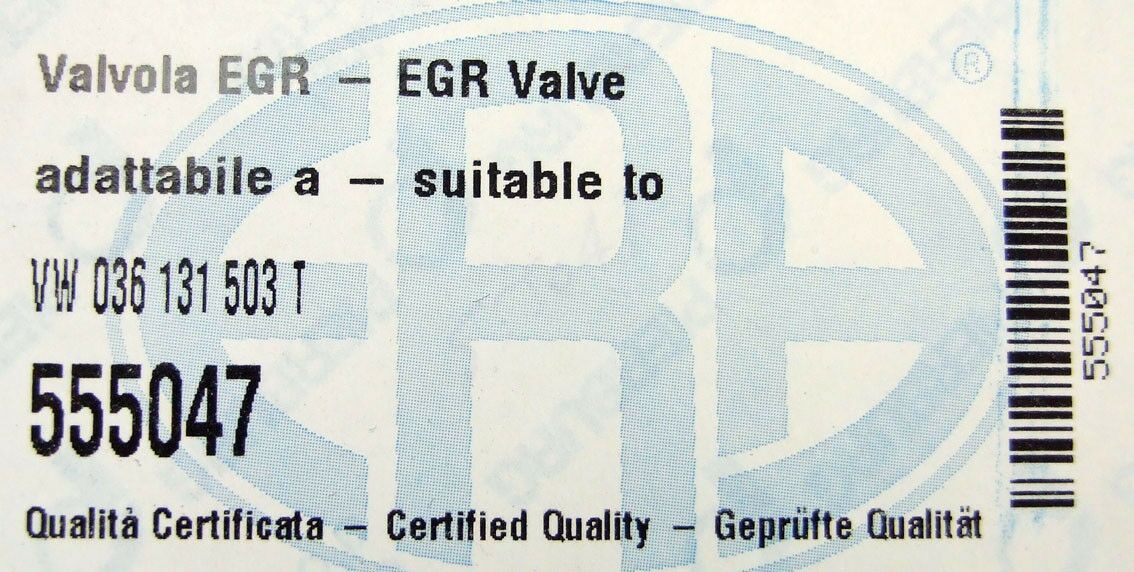 Valvola EGR – EGR Valve
adattabile a – suitable to
VW 036 131 503 T
555047
Qualità Certificata – Certified Quality – Geprüfte Qualität
ERA
®
555047